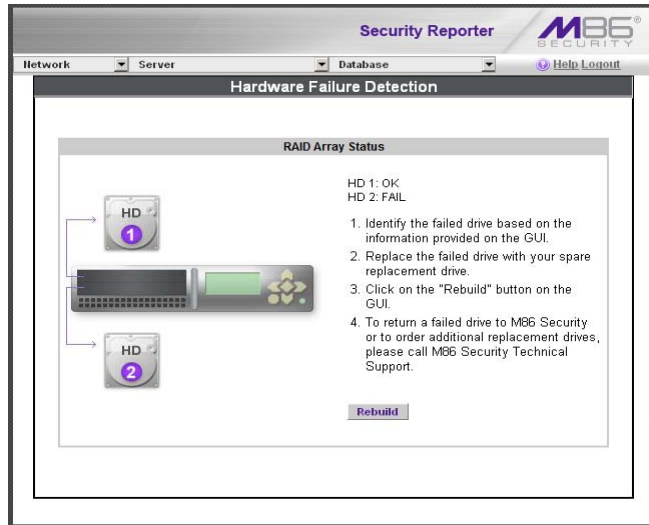 Security Reporter
M86®
SECURITY
Network
Server
Database
Help Logout
Hardware Failure Detection
RAID Array Status
HD
1
HD
2
HD 1: OK
HD 2: FAIL
1. Identify the failed drive based on the
information provided on the GUI.
2. Replace the failed drive with your spare
replacement drive.
3. Click on the "Rebuild" button on the
GUI.
4. To return a failed drive to M86 Security
or to order additional replacement drives,
please call M86 Security Technical
Support.
Rebuild